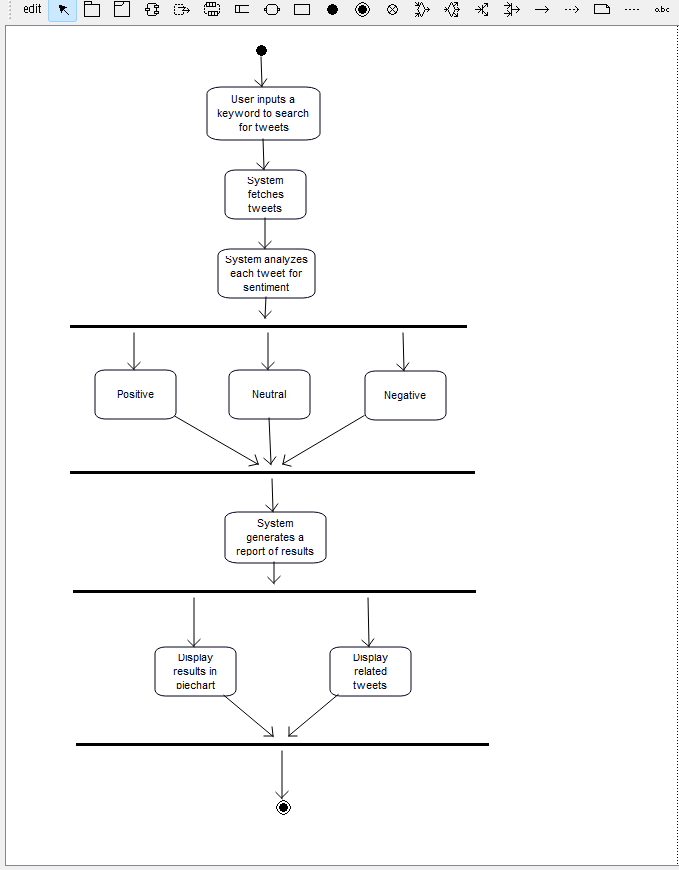 edit
abc
User inputs a
keyword to search
for tweets
System
fetches
tweets
System analyzes
each tweet for
sentiment
Positive
Neutral
Negative
System
generates a
report of results
Display
results in
piechart
Display
related
tweets